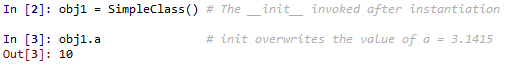 In [2]: obj1 = SimpleClass() # The __init__ invoked after instantiation
In [3]: obj1.a # init overwrites the value of a = 3.1415
Out[3]: 10